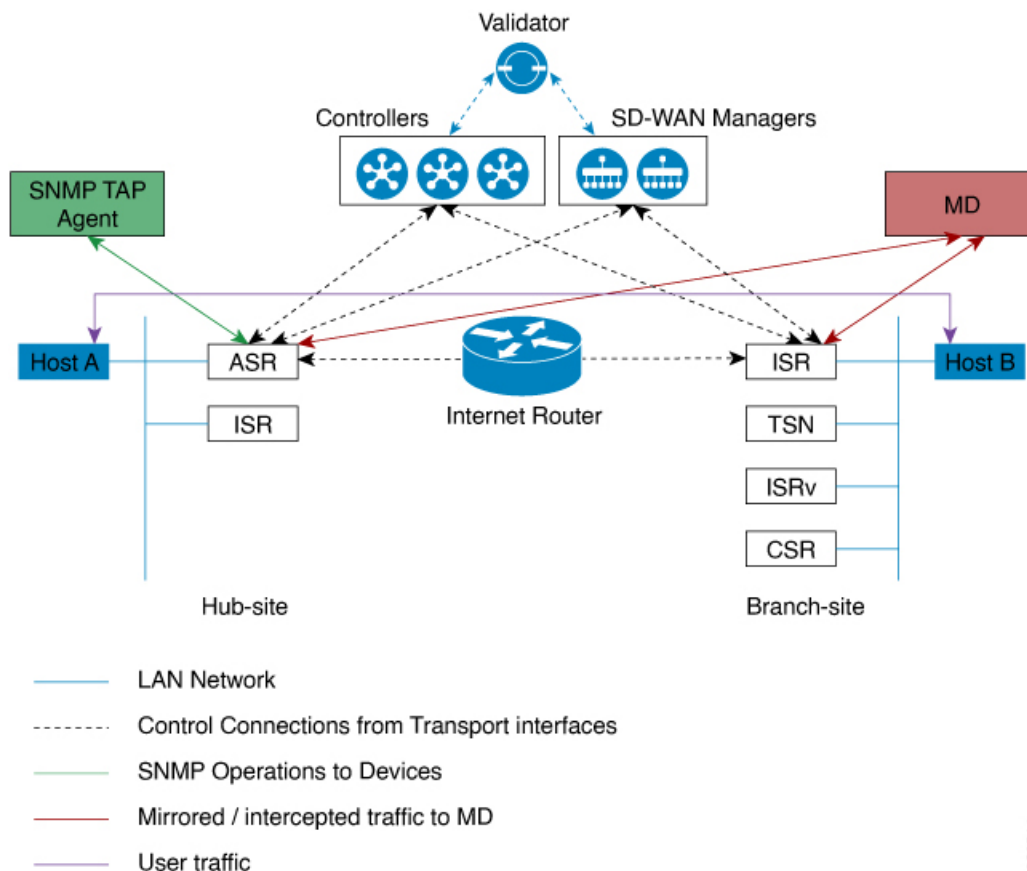 Validator
Controllers
SD-WAN Managers
SNMP TAP
Agent
MD
Host A
ASR
ISR
Host B
ISR
Internet Router
TSN
ISRv
CSR
Hub-site
Branch-site
LAN Network
Control Connections from Transport interfaces
SNMP Operations to Devices
Mirrored / intercepted traffic to MD
User traffic